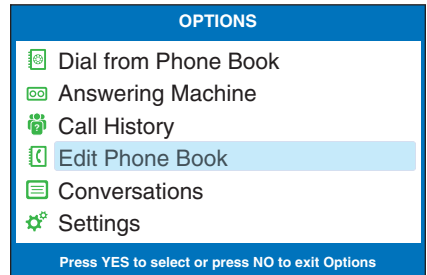 OPTIONS
Dial from Phone Book
Answering Machine
Call History
Edit Phone Book
Conversations
Settings
Press YES to select or press NO to exit Options